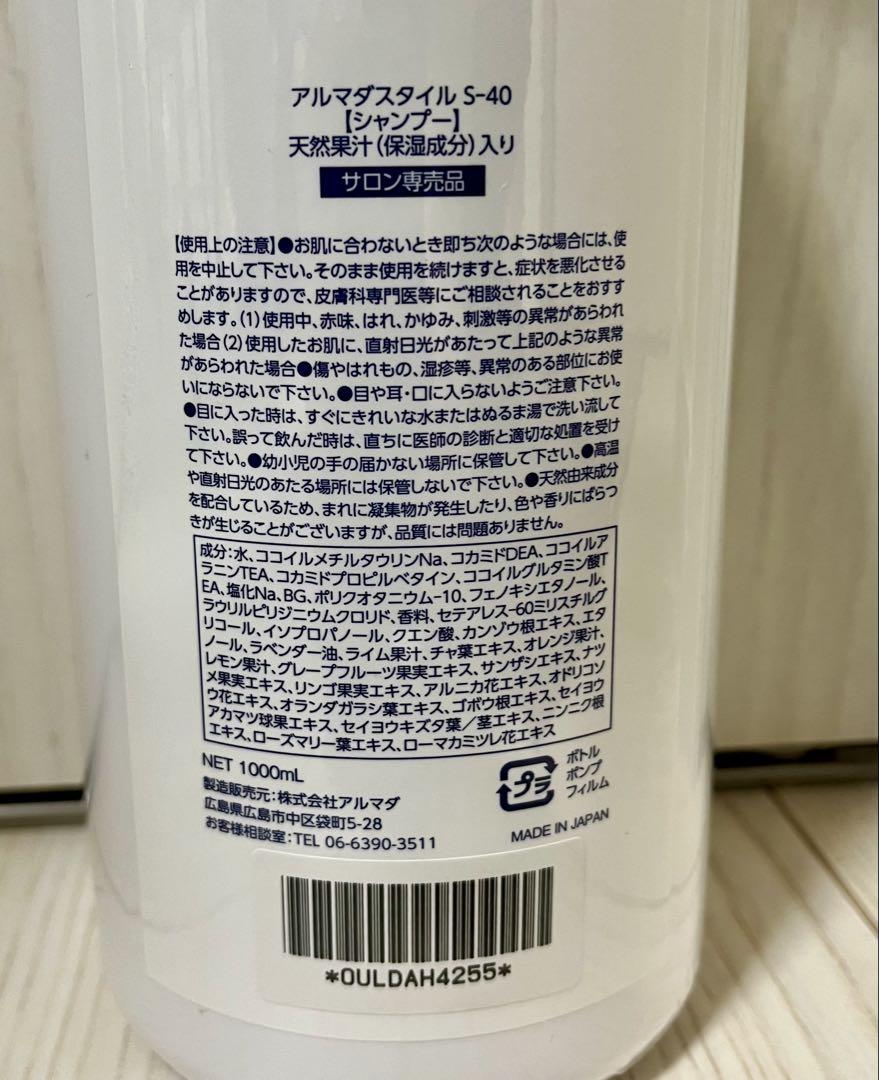 アルマダスタイル S-40
【シャンプー】
天然果汁(保湿成分)入り
サロン専売品
【使用上の注意】●お肌に合わないとき即ち次のような場合には、使
用を中止して下さい。そのまま使用を続けますと、症状を悪化させる
ことがありますので、皮膚科専門医等にご相談されることをおすす
めします。(1)使用中、赤味、はれ、かゆみ、刺激等の異常があらわれ
た場合(2)使用したお肌に、直射日光があたって上記のような異常
があらわれた場合●傷やはれもの、湿疹等、異常のある部位にお使
いにならないで下さい。●目や耳・口に入らないようご注意下さい。
●目に入った時は、すぐにきれいな水またはぬるま湯で洗い流して
下さい。誤って飲んだ時は、直ちに医師の診断と適切な処置を受け
て下さい。●幼小児の手の届かない場所に保管して下さい。●高温
や直射日光のあたる場所には保管しないで下さい。●天然由来成分
を配合しているため、まれに凝集物が発生したり、色や香りにばらつ
きが生じることがございますが、品質には問題ありません。
成分:水、ココイルメチルタウリンNa、コカミドDEA、ココイルア
ラニンTEA、コカミドプロピルベタイン、ココイルグルタミン酸T
EA、塩化Na、BG、ポリクオタニウム-10、フェノキシエタノール、
ラウリルピリジニウムクロリド、香料、セテアレス-60ミリスチルグ
リコール、イソプロパノール、クエン酸、カンゾウ根エキス、エタ
ノール、ラベンダー油、ライム果汁、チャ葉エキス、オレンジ果汁、
レモン果汁、グレープフルーツ果実エキス、サンザシエキス、ナツ
メ果実エキス、リンゴ果実エキス、アルニカ花エキス、オドリコソ
ウ花エキス、オランダガラシ葉エキス、ゴボウ根エキス、セイヨウ
アカマツ球果エキス、セイヨウキズタ葉/茎エキス、ニンニク根
エキス、ローズマリー葉エキス、ローマカミツレ花エキス
NET 1000mL
製造販売元:株式会社アルマダ
広島県広島市中区袋町5-28
お客様相談室:TEL 06-6390-3511
プラ
ボトル
ポンプ
フィルム
MADE IN JAPAN
*OULDAH4255*